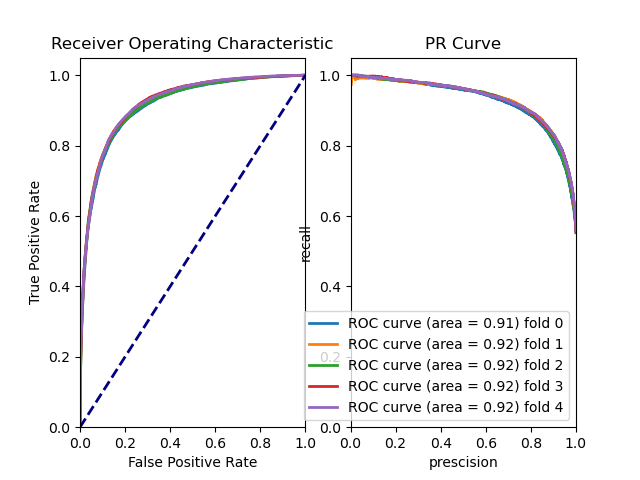 Receiver Operating Characteristic
True Positive Rate
1.0
0.8
0.6
0.4
0.2
0.0
0.0 0.2 0.4 0.6 0.8 1.0
False Positive Rate
PR Curve
recall
1.0
0.8
0.6
0.4
0.2
0.0
0.0 0.2 0.4 0.6 0.8 1.0
prescision
ROC curve (area = 0.91) fold 0
ROC curve (area = 0.92) fold 1
ROC curve (area = 0.92) fold 2
ROC curve (area = 0.92) fold 3
ROC curve (area = 0.92) fold 4